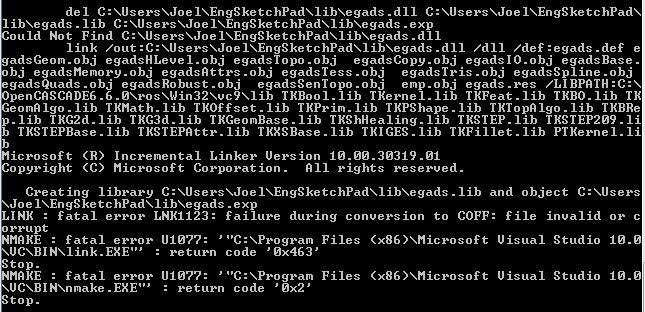 del C:\Users\Joel\EngSketchPad\lib\egads.dll C:\Users\Joel\EngSketchPad\
lib\egads.lib C:\Users\Joel\EngSketchPad\lib\egads.exp
Could Not Find C:\Users\Joel\EngSketchPad\lib\egads.dll
        link /out:C:\Users\Joel\EngSketchPad\lib\egads.dll /dll /def:egads.def e
gadsGeom.obj egadsHLevel.obj egadsTopo.obj  egadsCopy.obj egadsIO.obj egadsBase.
obj egadsMemory.obj egadsAttrs.obj egadsTess.obj  egadsTris.obj egadsSpline.obj
egadsQuads.obj egadsRobust.obj  egadsSenTopo.obj  emp.obj egads.res /LIBPATH:C:\
OpenCASCADE6.6.0\ros\Win32\vc9\lib TKBool.lib TKernel.lib TKFeat.lib TKBO.lib TK
GeomAlgo.lib TKMath.lib TKOffset.lib TKPrim.lib TKPShape.lib TKTopAlgo.lib TKBRe
p.lib TKG2d.lib TKG3d.lib TKGeomBase.lib TKShHealing.lib TKSTEP.lib TKSTEP209.li
b TKSTEPBase.lib TKSTEPAttr.lib TKXSBase.lib TKIGES.lib TKFillet.lib PTKernel.li
b
Microsoft (R) Incremental Linker Version 10.00.30319.01
Copyright (C) Microsoft Corporation.  All rights reserved.

   Creating library C:\Users\Joel\EngSketchPad\lib\egads.lib and object C:\Users
\Joel\EngSketchPad\lib\egads.exp
LINK : fatal error LNK1123: failure during conversion to COFF: file invalid or c
orrupt
NMAKE : fatal error U1077: '"C:\Program Files (x86)\Microsoft Visual Studio 10.0
\VC\BIN\link.EXE"' : return code '0x463'
Stop.
NMAKE : fatal error U1077: '"C:\Program Files (x86)\Microsoft Visual Studio 10.0
\VC\BIN\nmake.EXE"' : return code '0x2'
Stop.